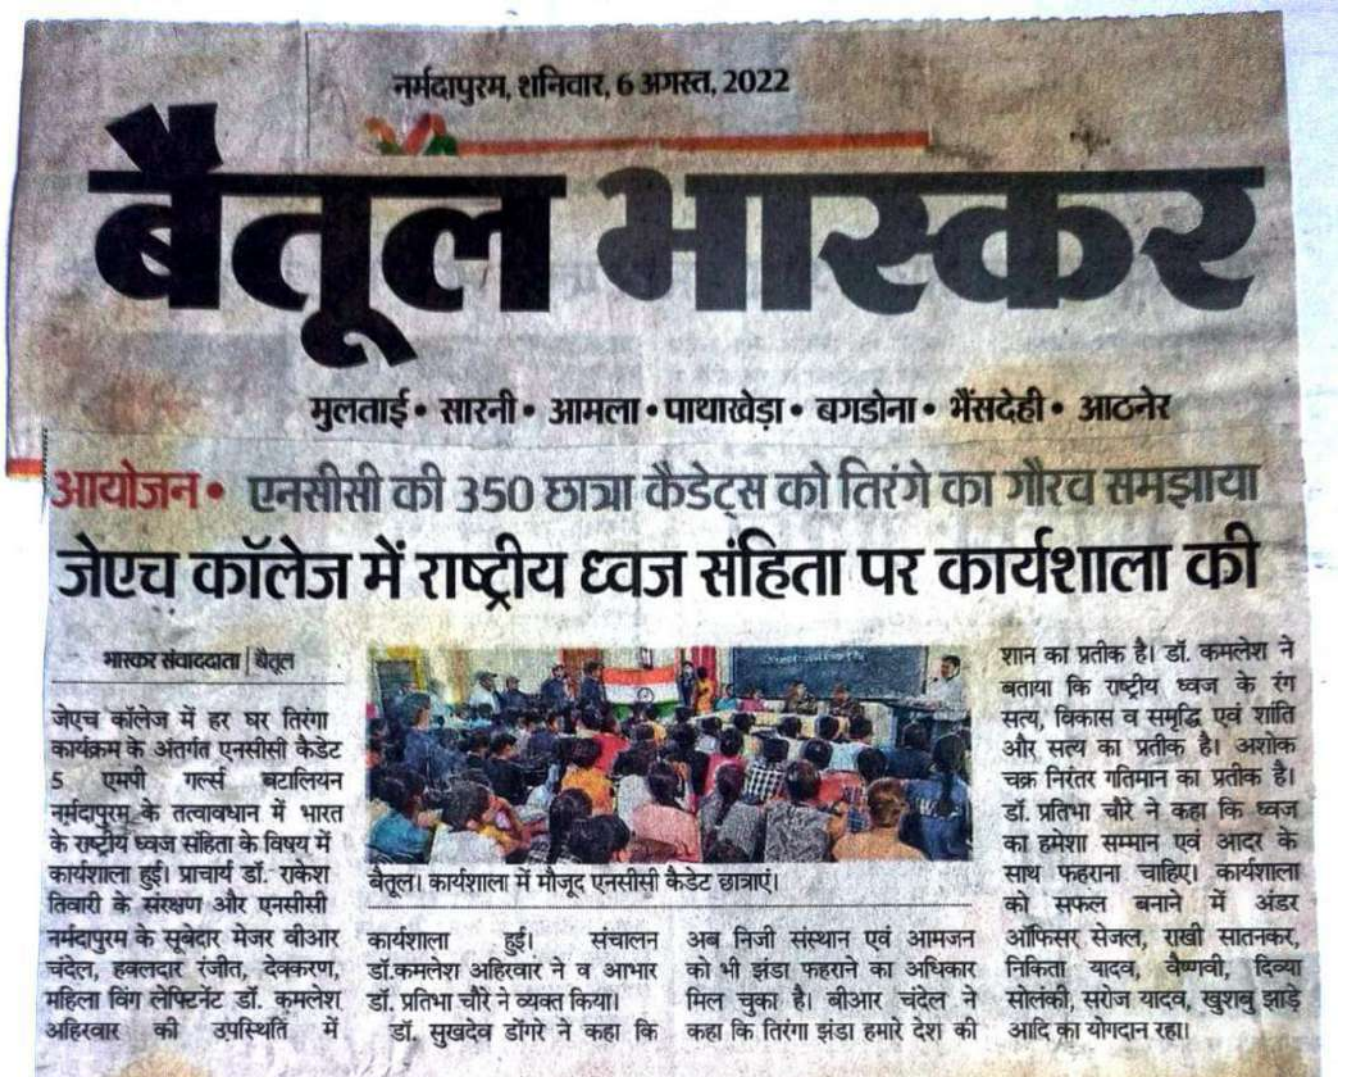 नर्मदापुरम, शनिवार, 6 अगस्त, 2022
बैतूल भास्कर
मुलताई • सारनी • आमला • पाथाखेड़ा • बगडोना • भैंसदेही • आठनेर
आयोजन • एनसीसी की 350 छात्रा कैडेट्स को तिरंगे का गौरव समझाया
जेएच कॉलेज में राष्ट्रीय ध्वज संहिता पर कार्यशाला की
भास्कर संवाददाता | बैतूल
जेएच कॉलेज में हर घर तिरंगा
कार्यक्रम के अंतर्गत एनसीसी कैडेट
5 एमपी गर्ल्स बटालियन
नर्मदापुरम के तत्वावधान में भारत
के राष्ट्रीय ध्वज संहिता के विषय में
कार्यशाला हुई। प्राचार्य डॉ. राकेश
तिवारी के संरक्षण और एनसीसी
नर्मदापुरम के सूबेदार मेजर वीआर
चंदेल, हवलदार रंजीत, देवकरण,
महिला विंग लेफ्टिनेंट डॉ. कमलेश
अहिरवार की उपस्थिति में
बैतूल। कार्यशाला में मौजूद एनसीसी कैडेट छात्राएं।
कार्यशाला हुई। संचालन
डॉ.कमलेश अहिरवार ने व आभार
डॉ. प्रतिभा चौरे ने व्यक्त किया।
डॉ. सुखदेव डोंगरे ने कहा कि
अब निजी संस्थान एवं आमजन
को भी झंडा फहराने का अधिकार
मिल चुका है। बीआर चंदेल ने
कहा कि तिरंगा झंडा हमारे देश की
शान का प्रतीक है। डॉ. कमलेश ने
बताया कि राष्ट्रीय ध्वज के रंग
सत्य, विकास व समृद्धि एवं शांति
और सत्य का प्रतीक है। अशोक
चक्र निरंतर गतिमान का प्रतीक है।
डॉ. प्रतिभा चौरे ने कहा कि ध्वज
का हमेशा सम्मान एवं आदर के
साथ फहराना चाहिए। कार्यशाला
को सफल बनाने में अंडर
ऑफिसर सेजल, राखी सातनकर,
निकिता यादव, वैष्णवी, दिव्या
सोलंकी, सरोज यादव, खुशबु झाड़े
आदि का योगदान रहा।